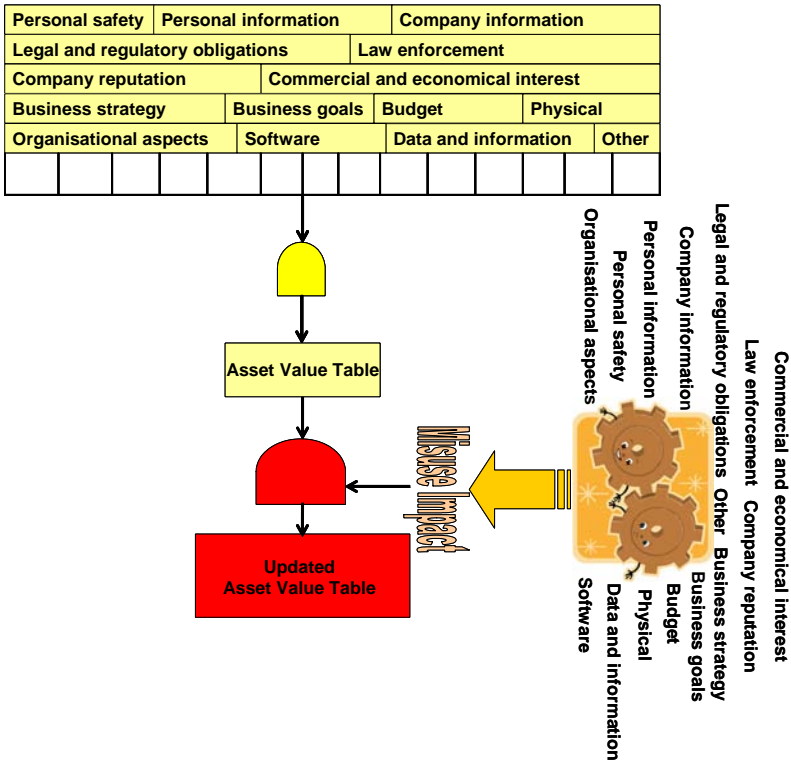 Personal safety Personal information Company information
Legal and regulatory obligations Law enforcement
Company reputation Commercial and economical interest
Business strategy Business goals Budget Physical
Organisational aspects Software Data and information Other
Asset Value Table
Updated
Asset Value Table
Misuse Impact
Commercial and economical interest
Law enforcement Company reputation
Legal and regulatory obligations Other Business strategy
Company information Business goals
Personal information Budget
Personal safety Physical
Organisational aspects Data and information
Software